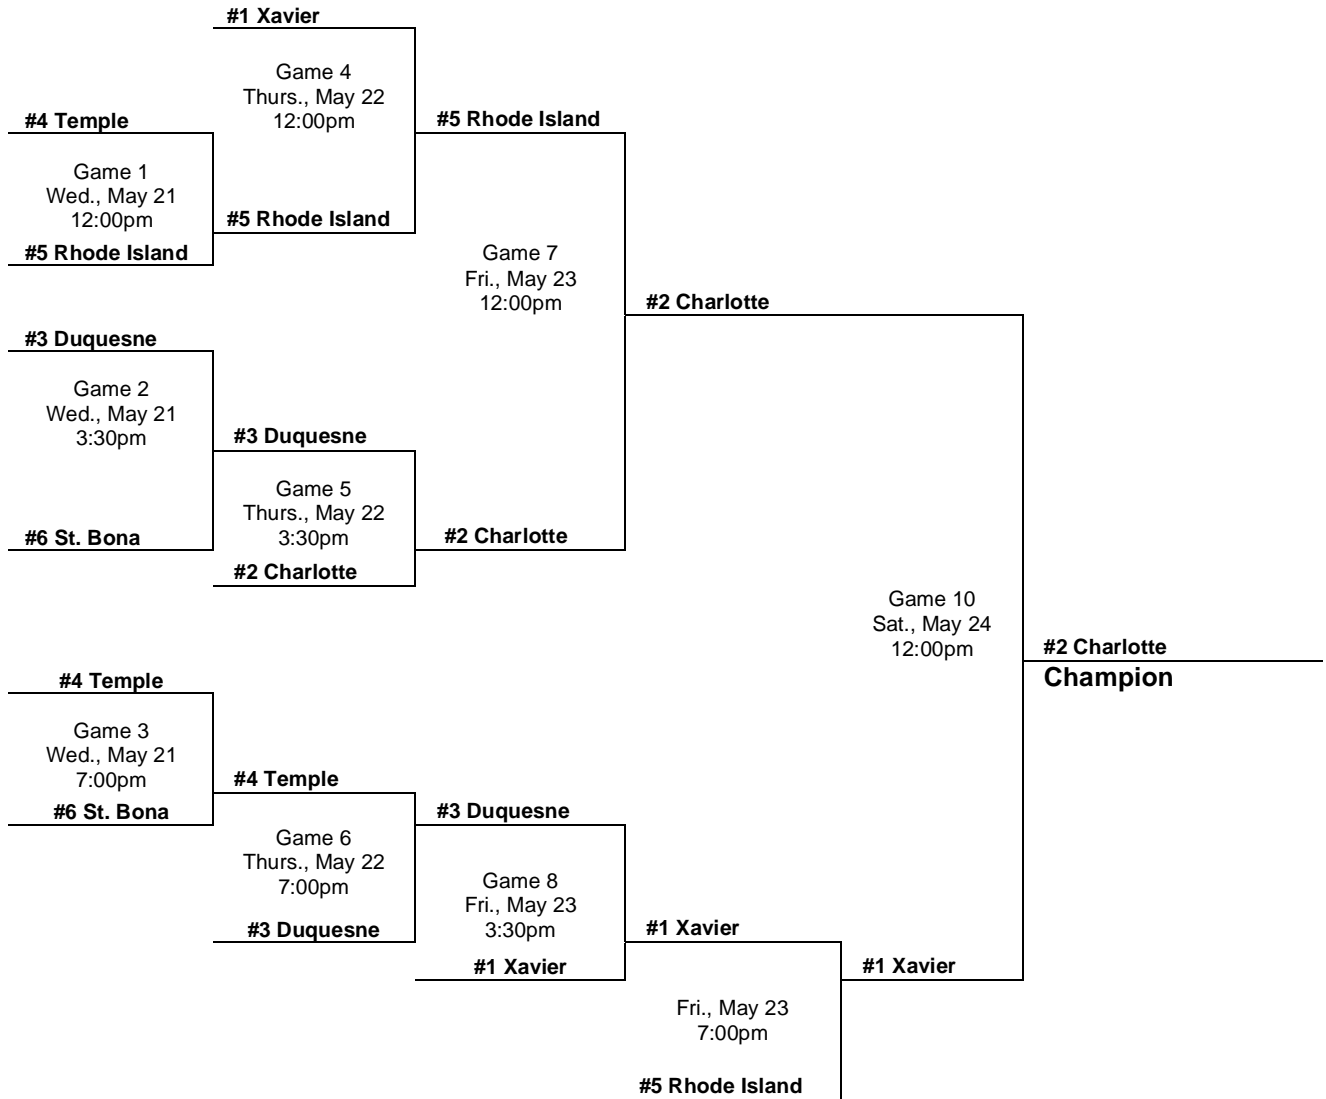 #1 Xavier
Game 4
Thurs., May 22
12:00pm
#4 Temple
#5 Rhode Island
Game 1
Wed., May 21
12:00pm
#5 Rhode Island
#5 Rhode Island
Game 7
Fri., May 23
12:00pm
#2 Charlotte
#3 Duquesne
Game 2
Wed., May 21
3:30pm
#3 Duquesne
Game 5
Thurs., May 22
3:30pm
#6 St. Bona
#2 Charlotte
#2 Charlotte
Game 10
Sat., May 24
12:00pm
#2 Charlotte
Champion
#4 Temple
Game 3
Wed., May 21
7:00pm
#4 Temple
#6 St. Bona
#3 Duquesne
Game 6
Thurs., May 22
7:00pm
Game 8
Fri., May 23
3:30pm
#3 Duquesne
#1 Xavier
#1 Xavier
#1 Xavier
Fri., May 23
7:00pm
#5 Rhode Island